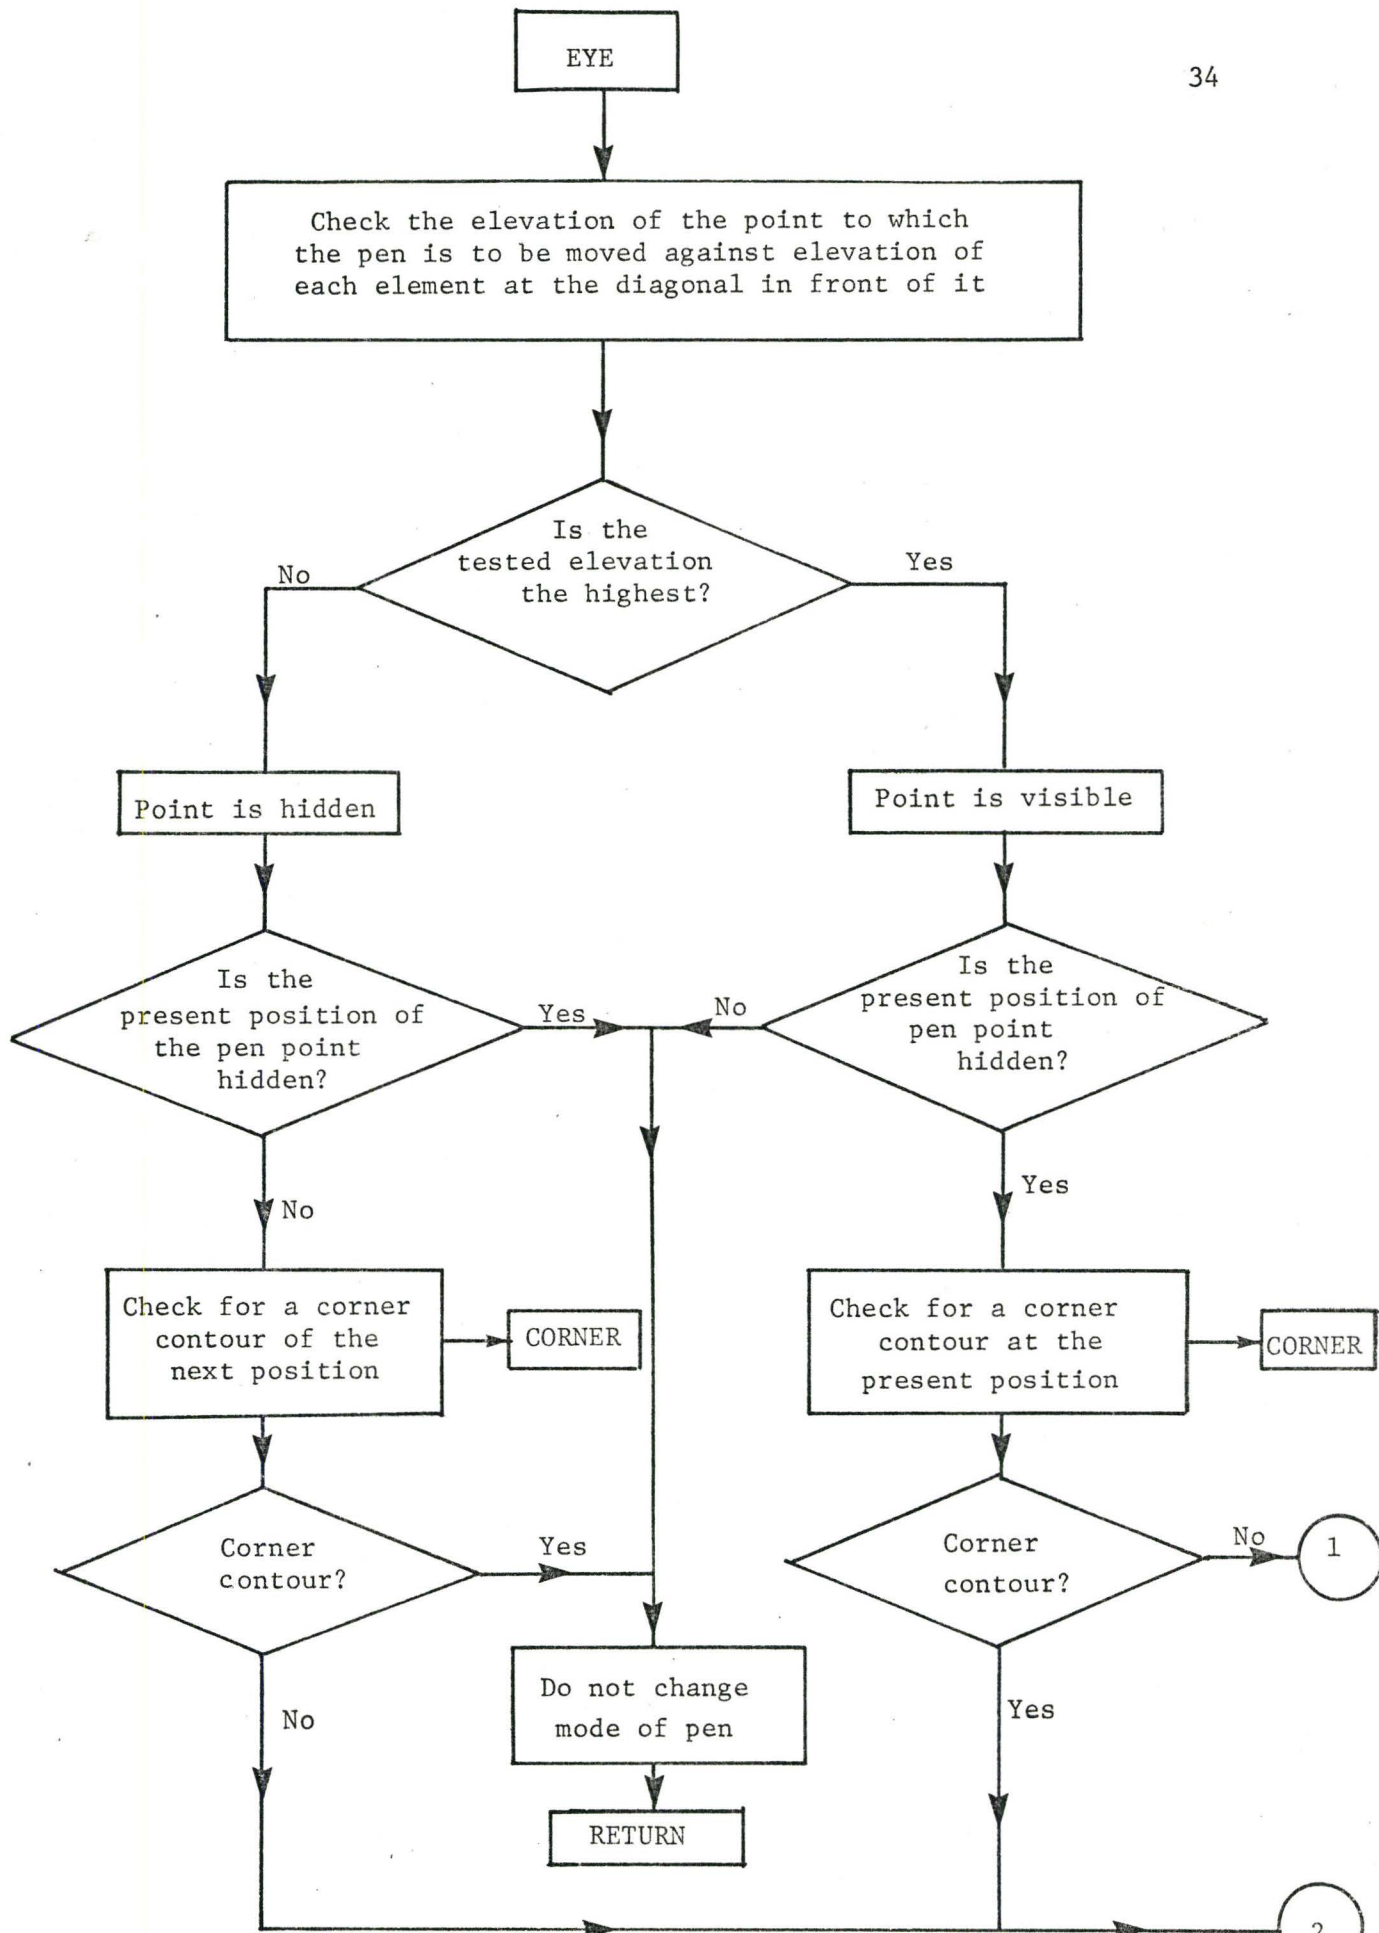 EYE
34
Check the elevation of the point to which
the pen is to be moved against elevation of
each element at the diagonal in front of it
Is the
tested elevation
the highest?
No
Yes
Point is hidden
Point is visible
Is the
present position of
the pen point
hidden?
Yes
No
Is the
present position of
pen point
hidden?
No
Yes
Check for a corner
contour of the
next position
CORNER
Check for a corner
contour at the
present position
CORNER
Corner
contour?
Yes
Corner
contour?
No
1
No
Do not change
mode of pen
Yes
RETURN
2